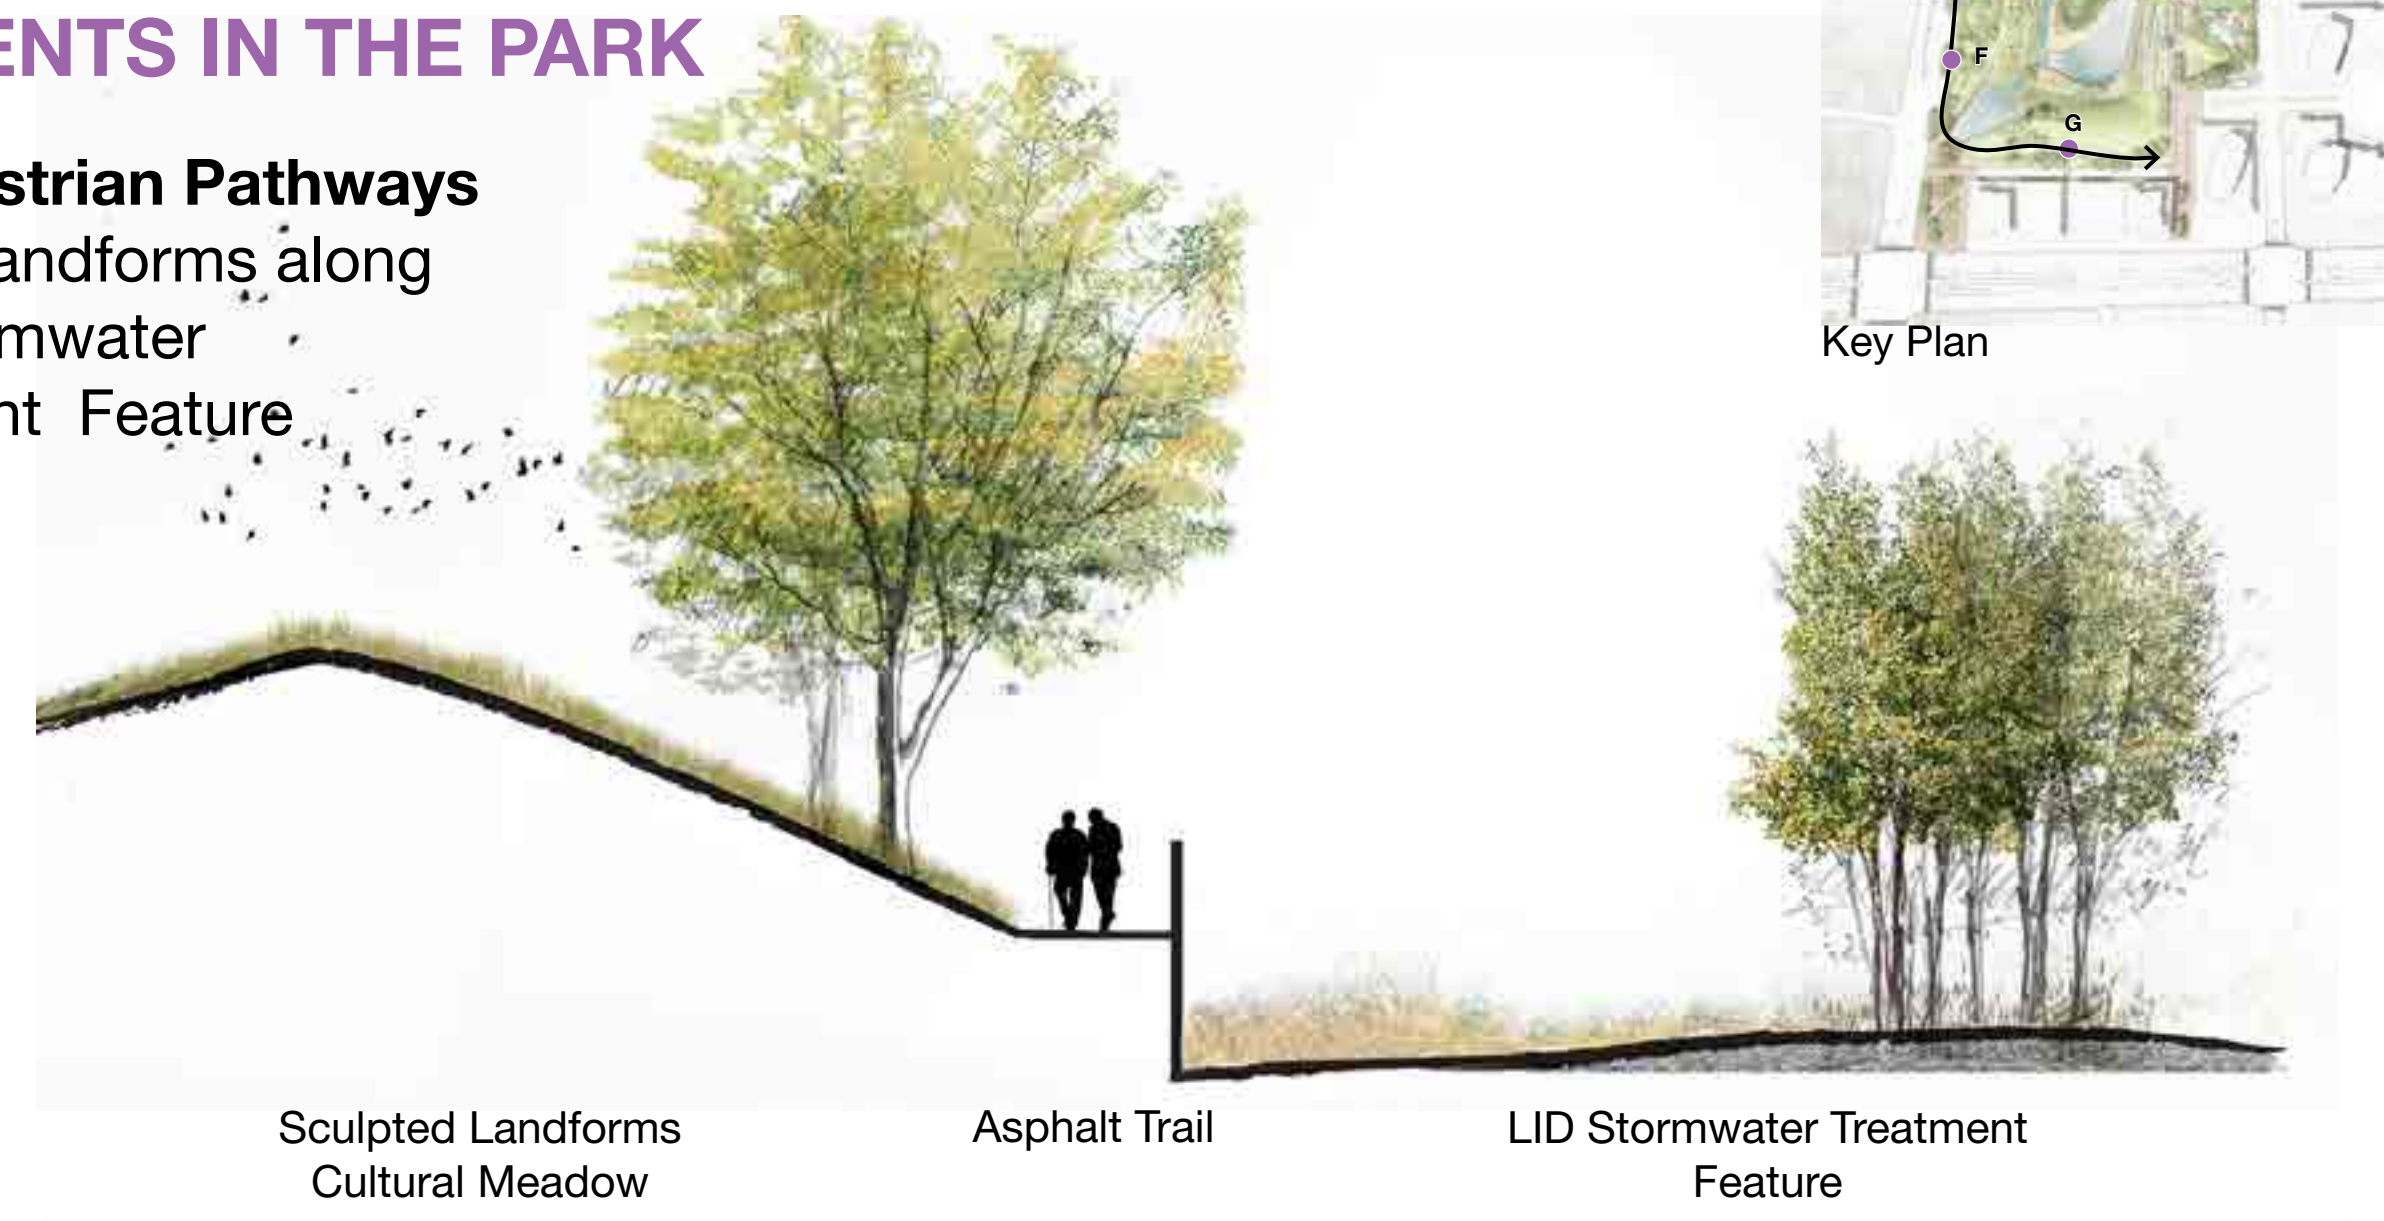 ENTS IN THE PARK
strian Pathways
andforms along
mwater
nt Feature
F
G
Key Plan
Sculpted Landforms
Cultural Meadow
Asphalt Trail
LID Stormwater Treatment
Feature